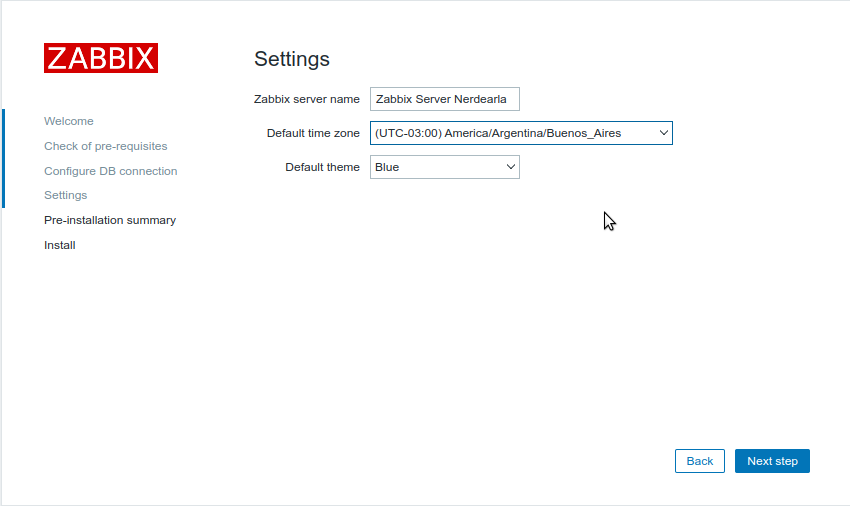 ZABBIX
Welcome
Check of pre-requisites
Configure DB connection
Settings
Pre-installation summary
Install
Settings
Zabbix server name Zabbix Server Nerdearla
Default time zone (UTC-03:00) America/Argentina/Buenos_Aires
Default theme Blue
Back Next step